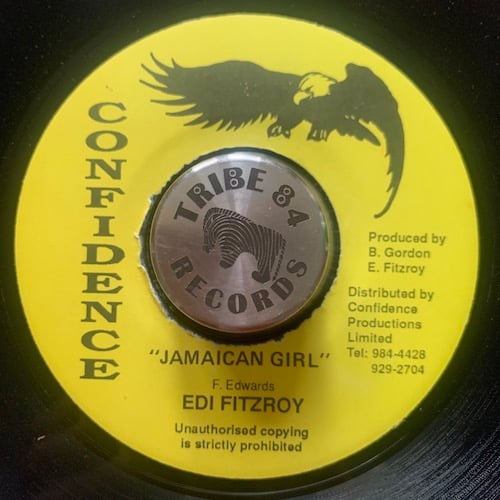 CONFIDENCE
TRIBE 84
RECORDS
Produced by
B. Gordon
E. Fitzroy
Distributed by
Confidence
Productions
Limited
Tel: 984-4428
929-2704
"JAMAICAN GIRL"
F. Edwards
EDI FITZROY
Unauthorised copying
is strictly prohibited